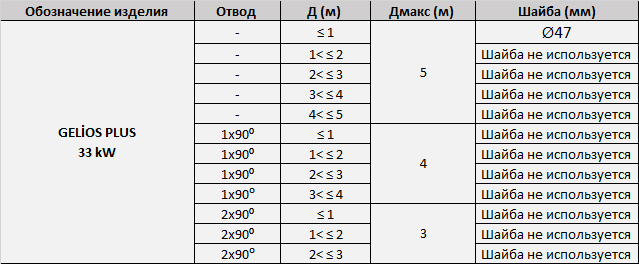 Обозначение изделия Отвод Д (м) Дмакс (м) Шайба (мм)
- ≤ 1 Ø47
- 1< ≤ 2 Шайба не используется
- 2< ≤ 3 5 Шайба не используется
- 3< ≤ 4 Шайба не используется
- 4< ≤ 5 Шайба не используется
GELİOS PLUS 1x90⁰ ≤ 1 Шайба не используется
33 kW 1x90⁰ 1< ≤ 2 Шайба не используется
1x90⁰ 2< ≤ 3 4 Шайба не используется
1x90⁰ 3< ≤ 4 Шайба не используется
2x90⁰ ≤ 1 Шайба не используется
2x90⁰ 1< ≤ 2 3 Шайба не используется
2x90⁰ 2< ≤ 3 Шайба не используется